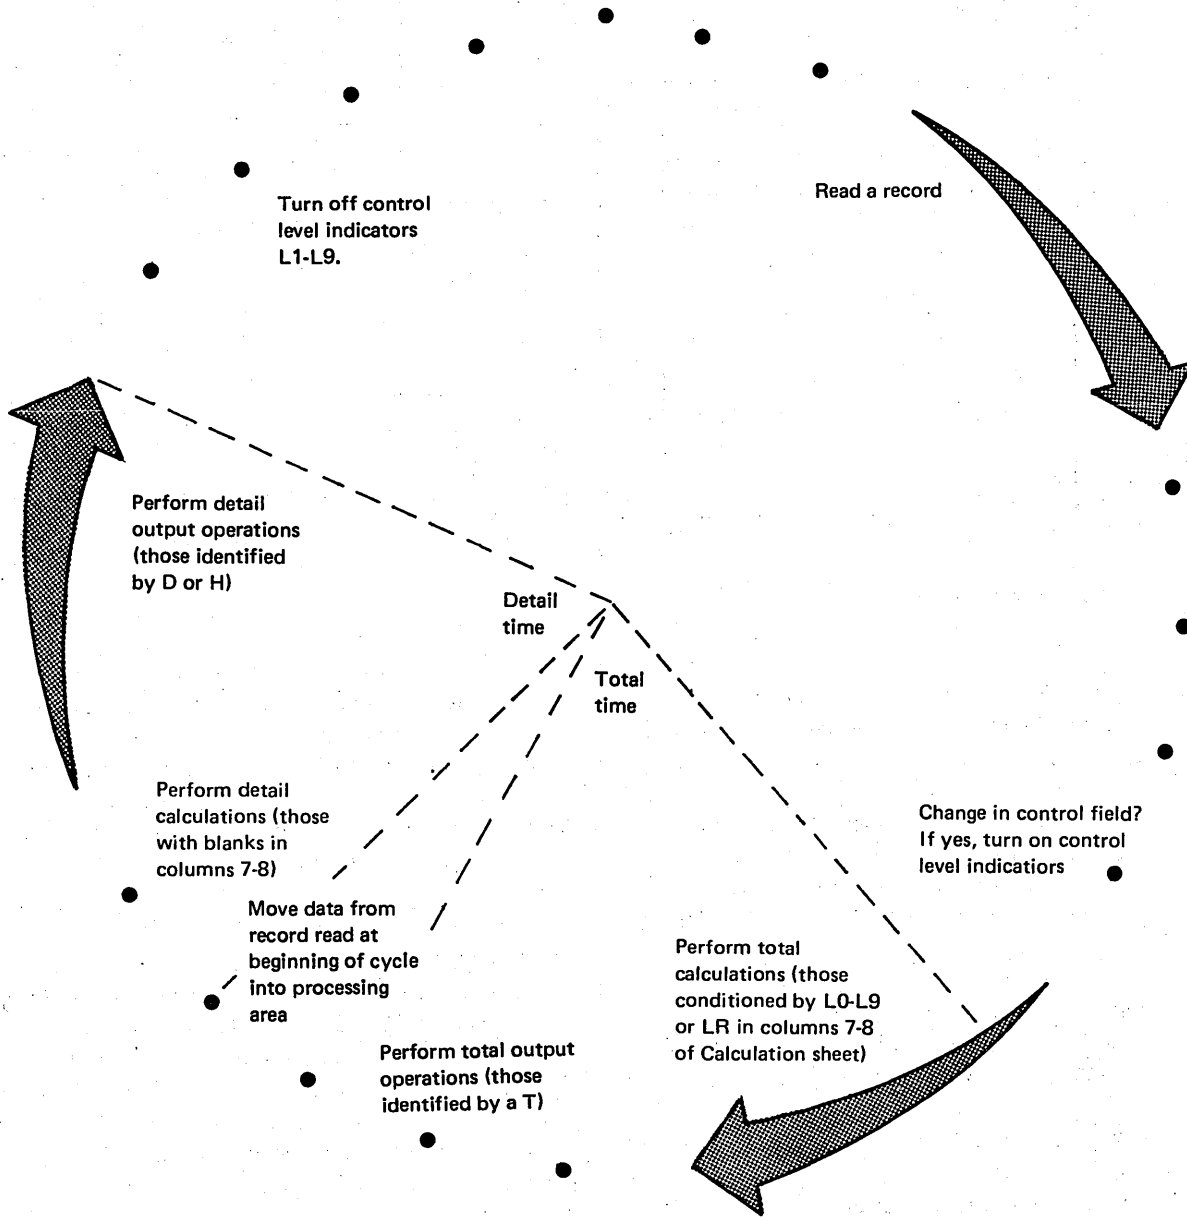 Read a record
Turn off control
level indicators
L1-L9.
Perform detail
output operations
(those identified
by D or H)
Detail
time
Total
time
Perform detail
calculations (those
with blanks in
columns 7-8)
Change in control field?
If yes, turn on control
level indicatiors
Move data from
record read at
beginning of cycle
into processing
area
Perform total
calculations (those
conditioned by L0-L9
or LR in columns 7-8
of Calculation sheet)
Perform total output
operations (those
identified by a T)